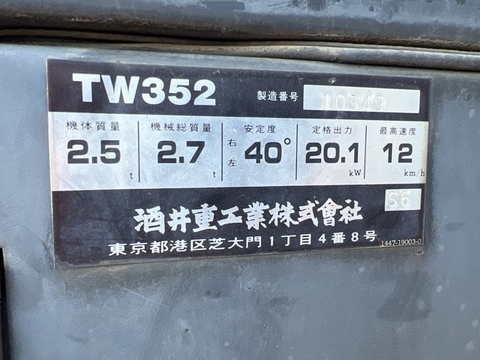 TW352 製造番号
機体質量 機械総質量 安定度 定格出力 最高速度
2.5 t 2.7 t 右左 40° 20.1 kW 12 km/h
酒井重工業株式會社 56
東京都港区芝大門1丁目4番8号 1447-19003-0